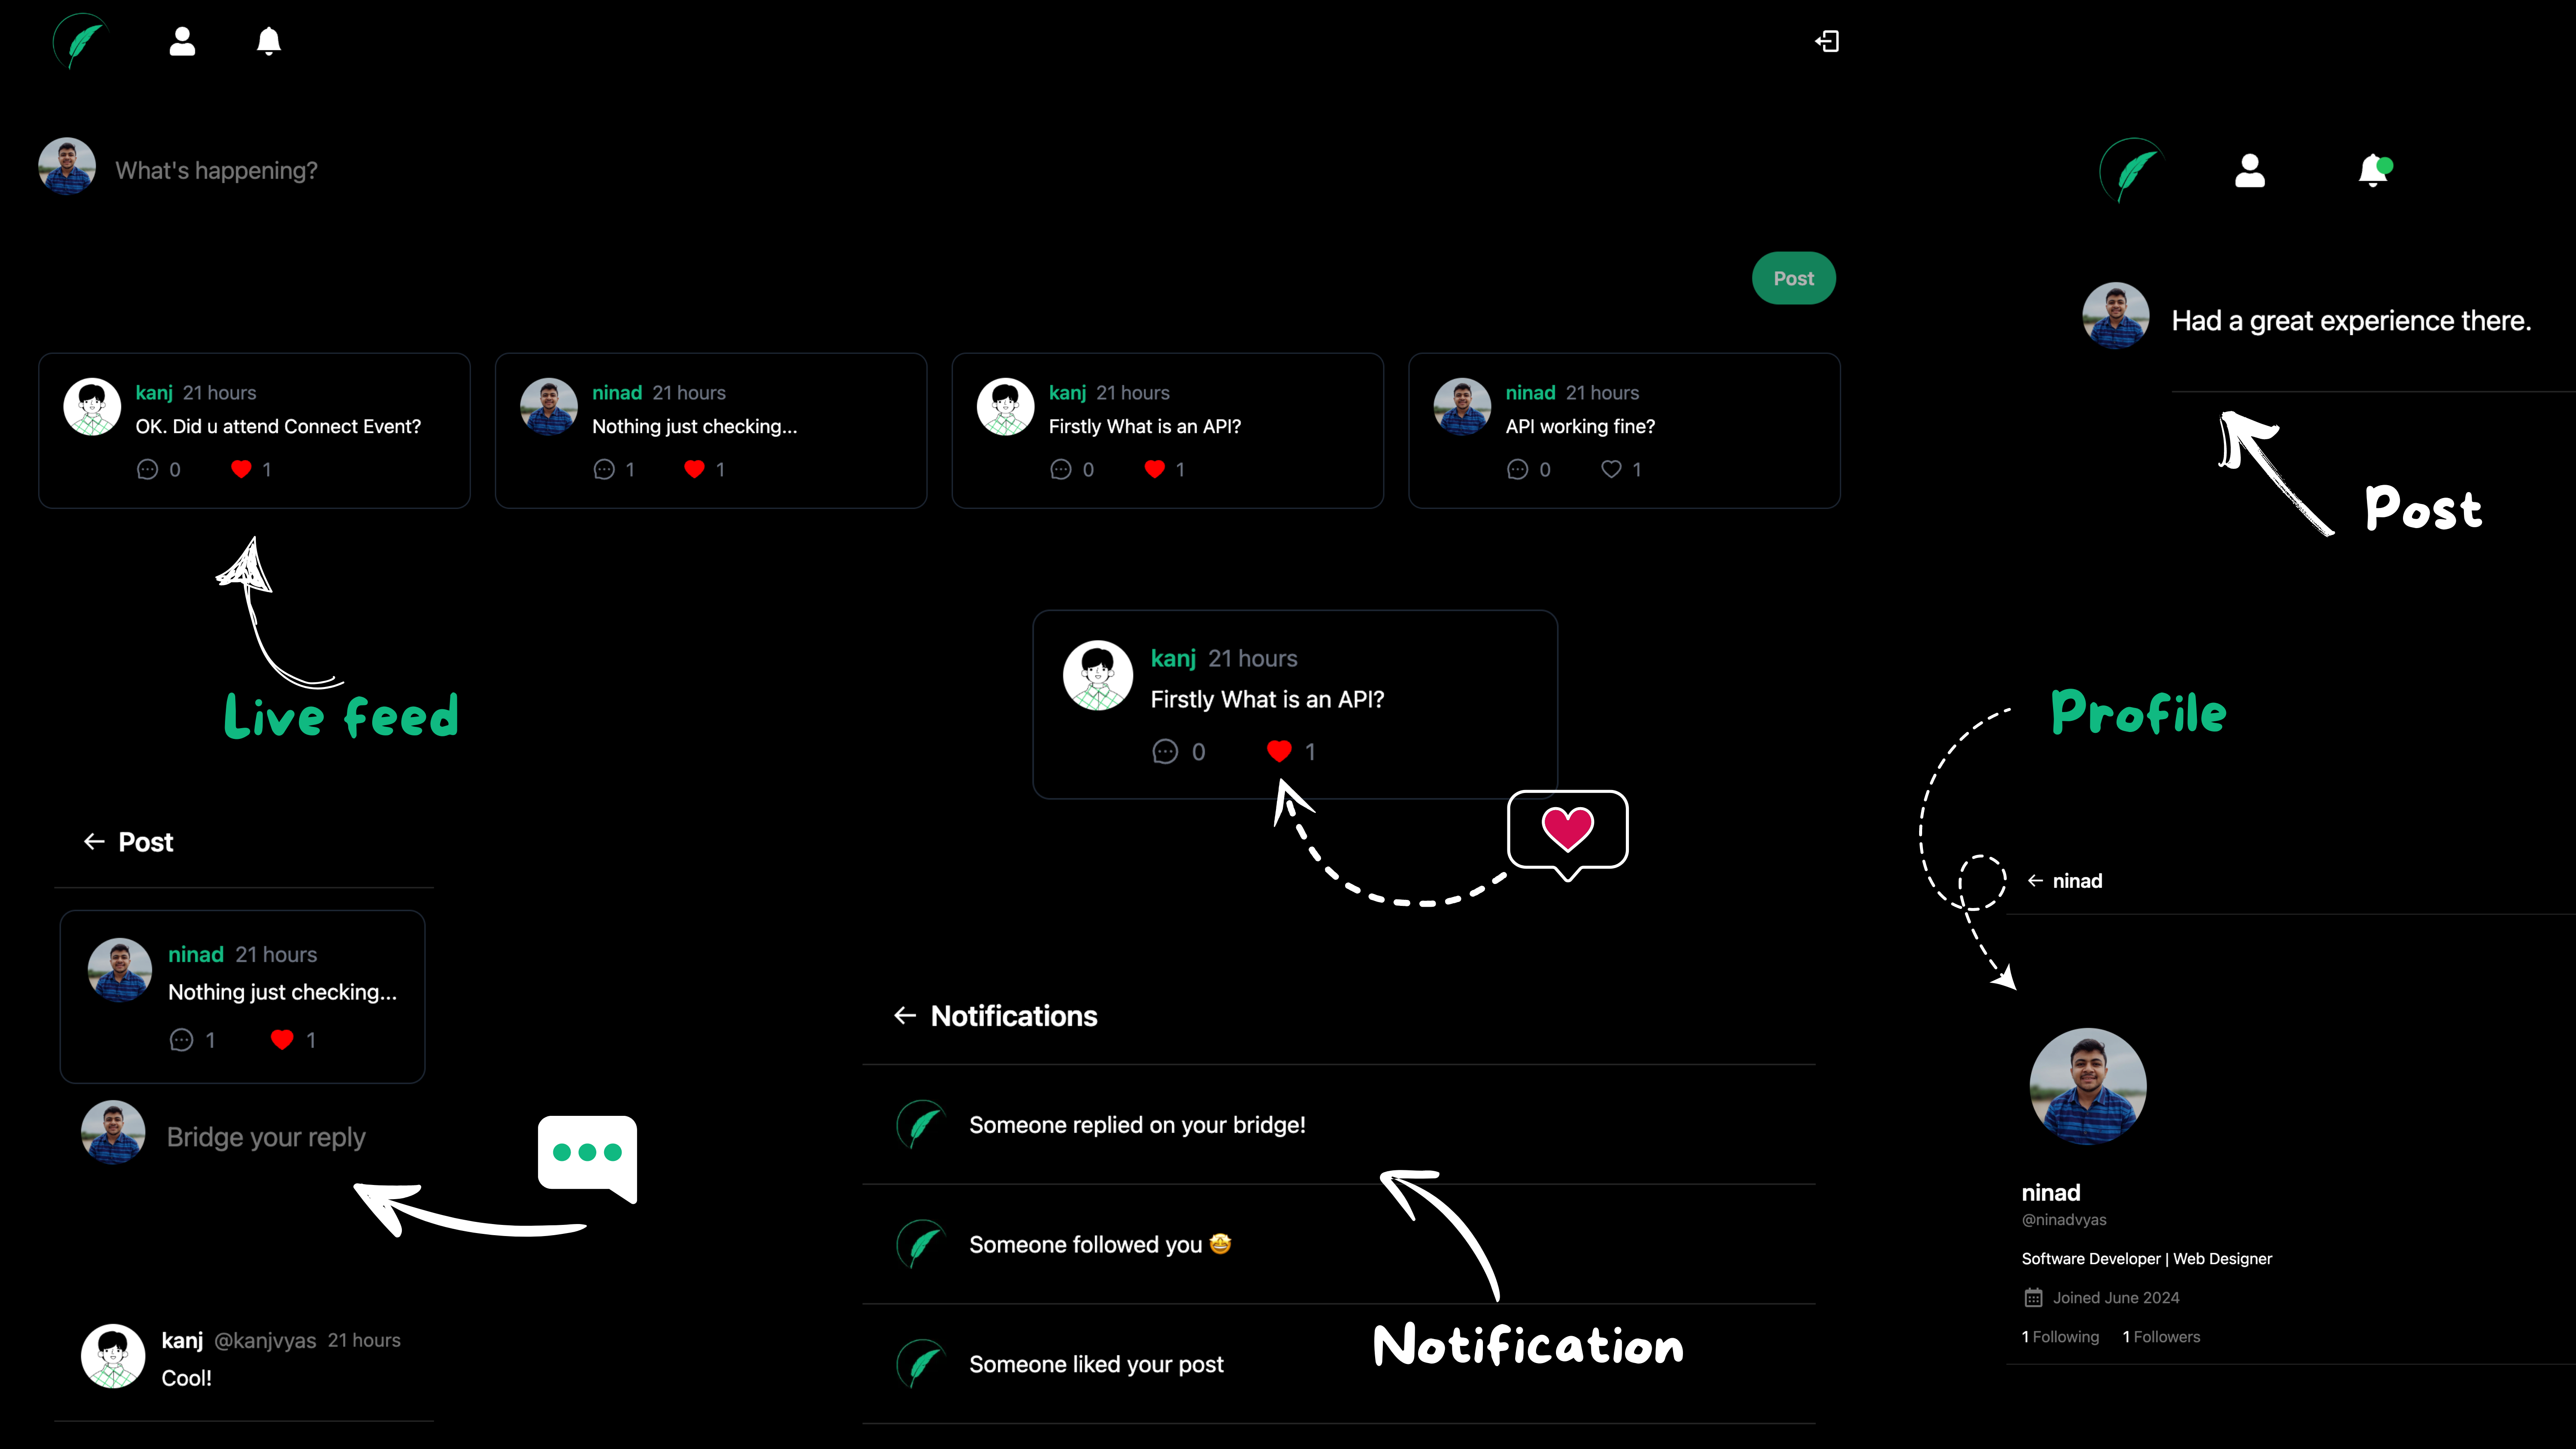 What's happening?
Post
kanj 21 hours
OK. Did u attend Connect Event?
0 1
ninad 21 hours
Nothing just checking...
1 1
kanj 21 hours
Firstly What is an API?
0 1
ninad 21 hours
API working fine?
0 1
Had a great experience there.
Post
Live feed
kanj 21 hours
Firstly What is an API?
0 1
Profile
← Post
ninad 21 hours
Nothing just checking...
1 1
Bridge your reply
kanj @kanjvyas 21 hours
Cool!
← Notifications
Someone replied on your bridge!
Someone followed you 🤩
Someone liked your post
Notification
← ninad
ninad
@ninadvyas
Software Developer | Web Designer
Joined June 2024
1 Following 1 Followers